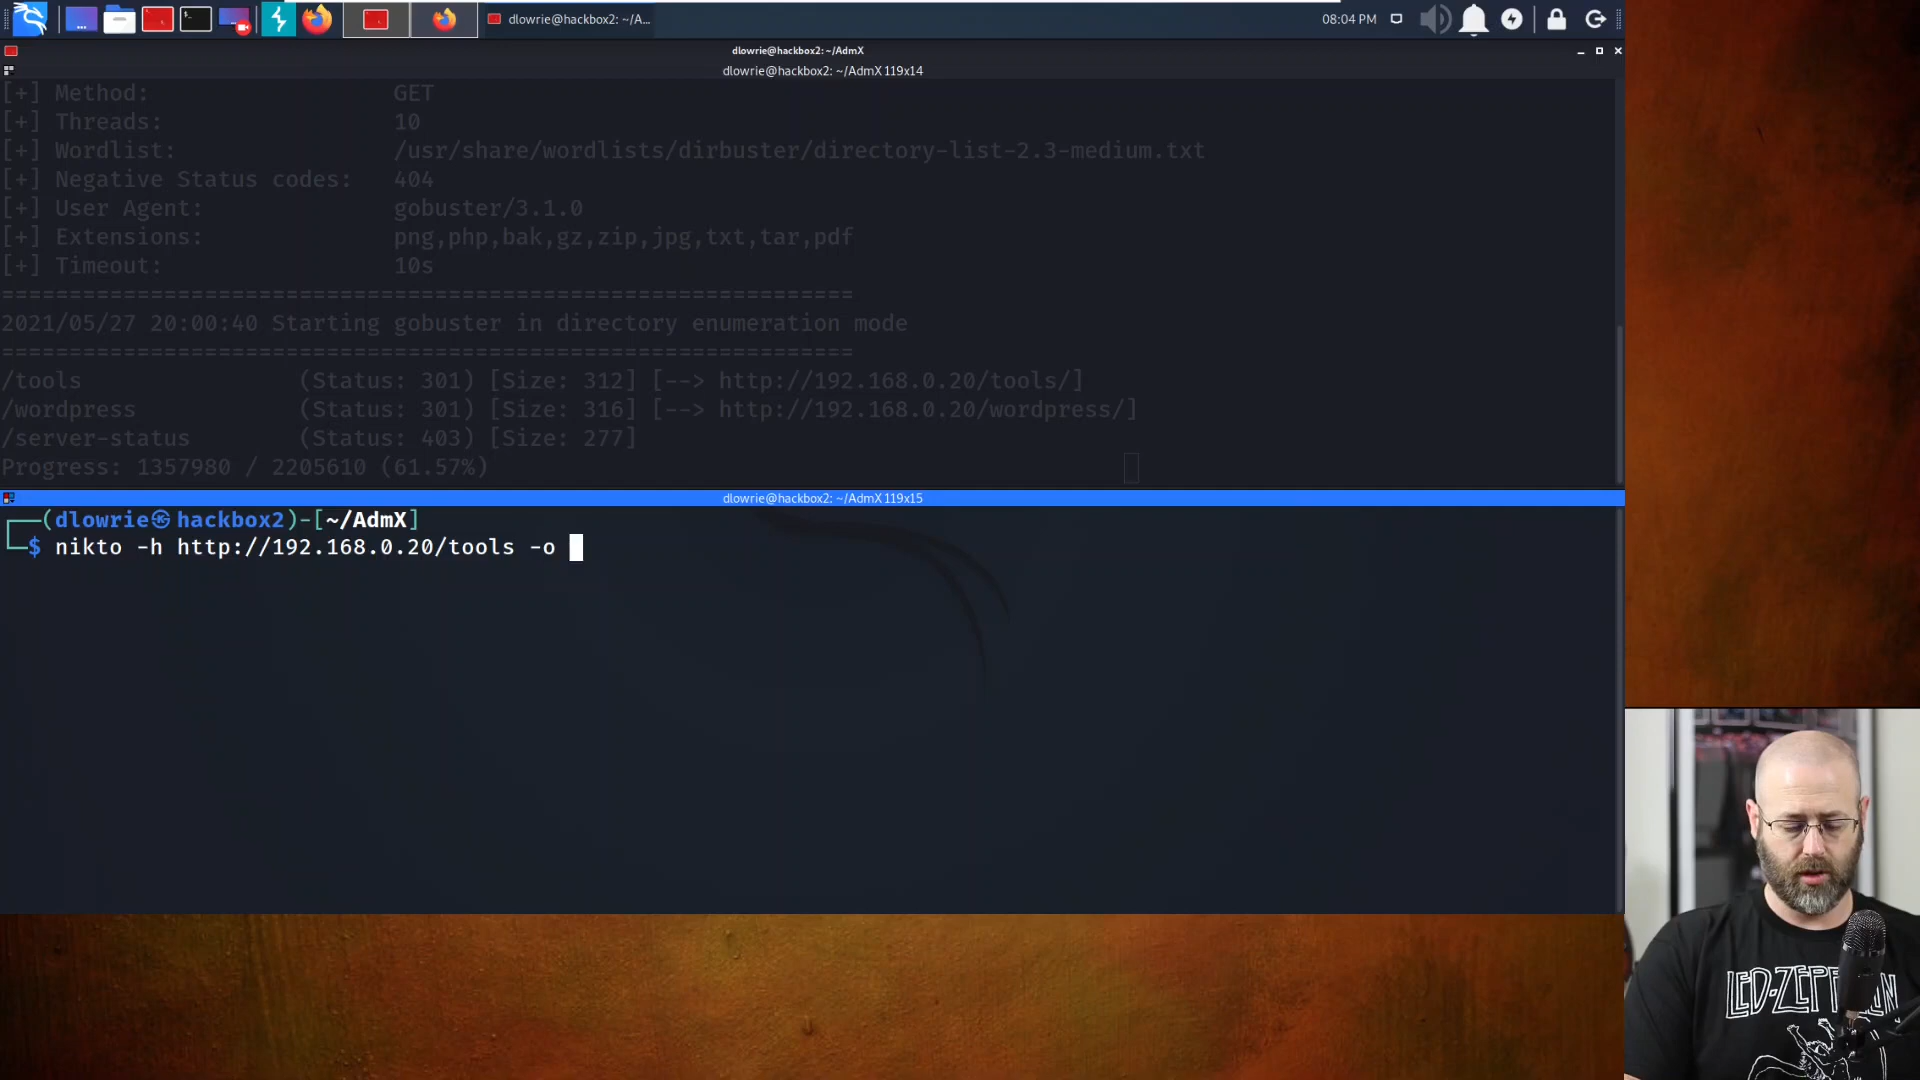 dlowrie@hackbox2: ~/A...
08:04 PM
dlowrie@hackbox2: ~/AdmX
dlowrie@hackbox2: ~/AdmX 119x14
[+] Method: GET
[+] Threads: 10
[+] Wordlist: /usr/share/wordlists/dirbuster/directory-list-2.3-medium.txt
[+] Negative Status codes: 404
[+] User Agent: gobuster/3.1.0
[+] Extensions: png,php,bak,gz,zip,jpg,txt,tar,pdf
[+] Timeout: 10s
===============================================================
2021/05/27 20:00:40 Starting gobuster in directory enumeration mode
===============================================================
/tools (Status: 301) [Size: 312] [--> http://192.168.0.20/tools/]
/wordpress (Status: 301) [Size: 316] [--> http://192.168.0.20/wordpress/]
/server-status (Status: 403) [Size: 277]
Progress: 1357980 / 2205610 (61.57%)
dlowrie@hackbox2: ~/AdmX 119x15
┌──(dlowrie㉿hackbox2)-[~/AdmX]
└─$ nikto -h http://192.168.0.20/tools -o
LED-ZEPPELIN